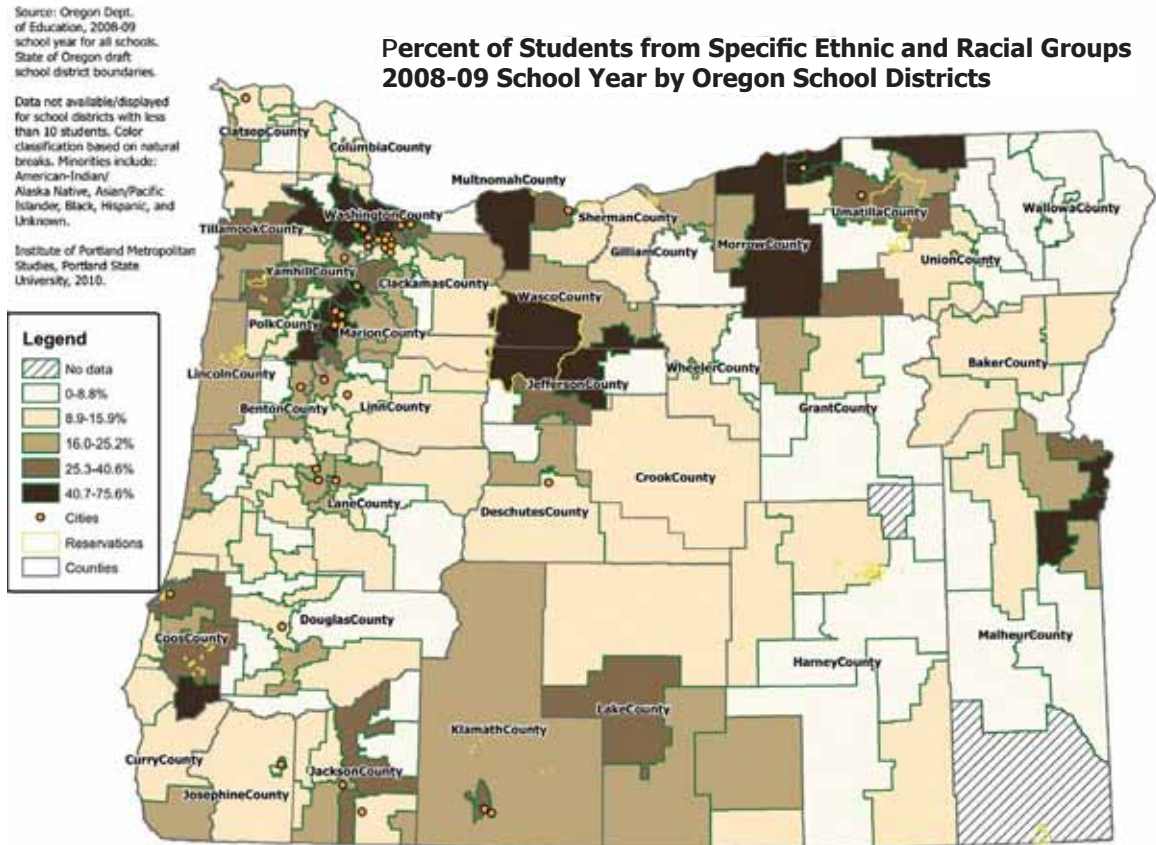 Source: Oregon Dept.
of Education, 2008-09
school year for all schools.
State of Oregon draft
school district boundaries.
Data not available/displayed
for school districts with less
than 10 students. Color
classification based on natural
breaks. Minorities include:
American-Indian/
Alaska Native, Asian/Pacific
Islander, Black, Hispanic, and
Unknown.
Institute of Portland Metropolitan
Studies, Portland State
University, 2010.
Percent of Students from Specific Ethnic and Racial Groups
2008-09 School Year by Oregon School Districts
ClatsopCounty
ColumbiaCounty
MultnomahCounty
WashingtonCounty
TillamookCounty
ShermanCounty
UmatillaCounty
WallowaCounty
GilliamCounty
MorrowCounty
UnionCounty
YamhillCounty
ClackamasCounty
WascoCounty
PolkCounty
MarionCounty
LincolnCounty
JeffersonCounty
WheelerCounty
BakerCounty
BentonCounty
LinnCounty
GrantCounty
CrookCounty
LaneCounty
DeschutesCounty
DouglasCounty
CoosCounty
MalheurCounty
HarneyCounty
LakeCounty
KlamathCounty
CurryCounty
JacksonCounty
JosephineCounty
Legend
No data
0-8.8%
8.9-15.9%
16.0-25.2%
25.3-40.6%
40.7-75.6%
Cities
Reservations
Counties